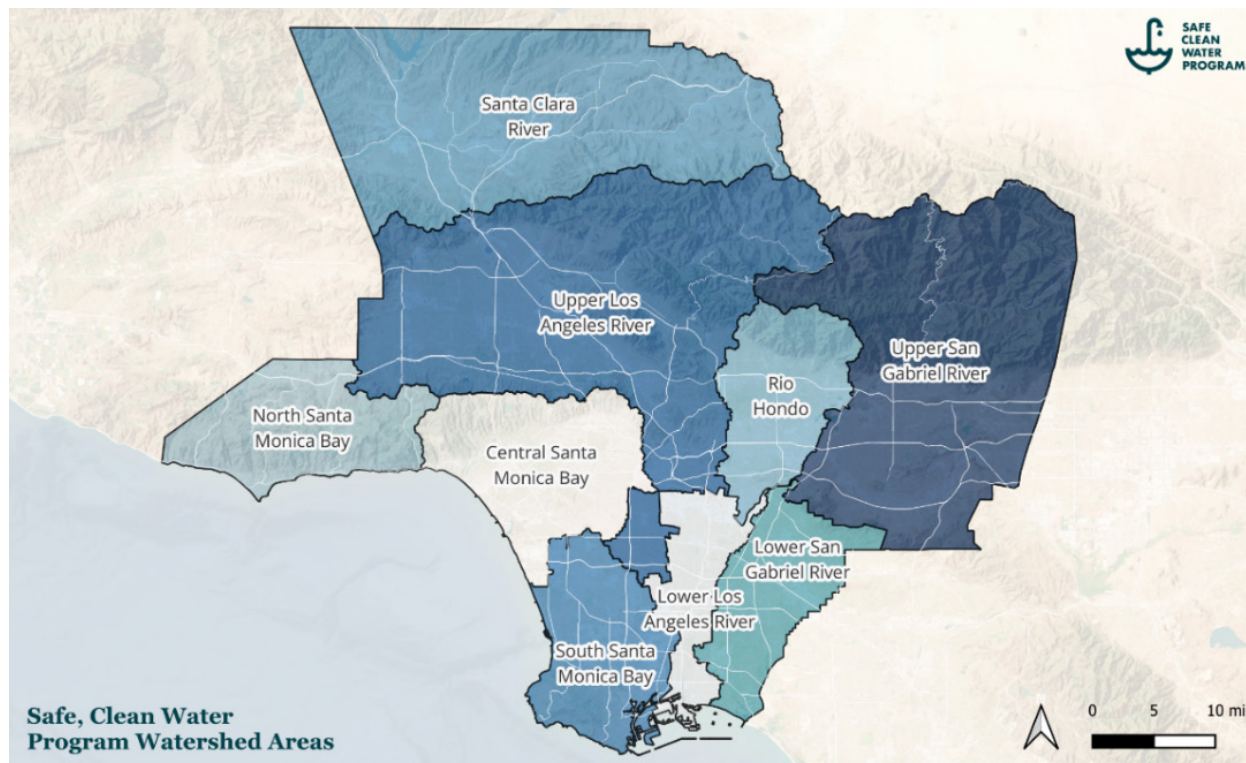 SAFE
CLEAN
WATER
PROGRAM
Santa Clara
River
Upper Los
Angeles River
Upper San
Gabriel River
Rio
Hondo
North Santa
Monica Bay
Central Santa
Monica Bay
Lower San
Gabriel River
Lower Los
Angeles River
South Santa
Monica Bay
Safe, Clean Water
Program Watershed Areas
0 5 10 mi